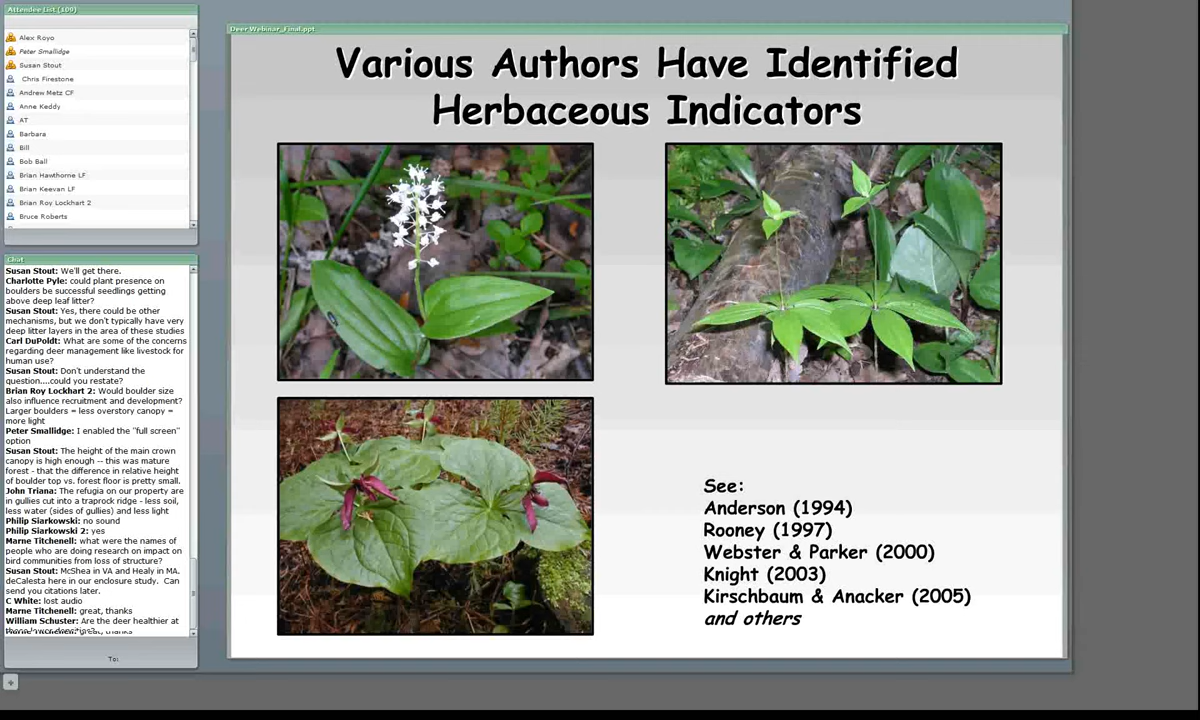 Attendee List (109)
Alex Royo
Peter Smallidge
Susan Stout
Chris Firestone
Andrew Metz CF
Anne Keddy
AT
Barbara
Bill
Bob Ball
Brian Hawthorne LF
Brian Keevan LF
Brian Roy Lockhart 2
Bruce Roberts
Chat
Susan Stout: We'll get there.
Charlotte Pyle: could plant presence on
boulders be successful seedlings getting
above deep leaf litter?
Susan Stout: Yes, there could be other
mechanisms, but we don't typically have very
deep litter layers in the area of these studies
Carl DuPoldt: What are some of the concerns
regarding deer management like livestock for
human use?
Susan Stout: Don't understand the
question....could you restate?
Brian Roy Lockhart 2: Would boulder size
also influence recruitment and development?
Larger boulders = less overstory canopy =
more light
Peter Smallidge: I enabled the "full screen"
option
Susan Stout: The height of the main crown
canopy is high enough -- this was mature
forest - that the difference in relative height
of boulder top vs. forest floor is pretty small.
John Triana: The refugia on our property are
in gullies cut into a traprock ridge - less soil,
less water (sides of gullies) and less light
Philip Siarkowski: no sound
Philip Siarkowski 2: yes
Marne Titchenell: what were the names of
people who are doing research on impact on
bird communities from loss of structure?
Susan Stout: McShea in VA and Healy in MA.
deCalesta here in our enclosure study. Can
send you citations later.
C White: lost audio
Marne Titchenell: great, thanks
William Schuster: Are the deer healthier at
To:
Deer Webinar_Final.ppt
Various Authors Have Identified
Herbaceous Indicators
See:
Anderson (1994)
Rooney (1997)
Webster & Parker (2000)
Knight (2003)
Kirschbaum & Anacker (2005)
and others